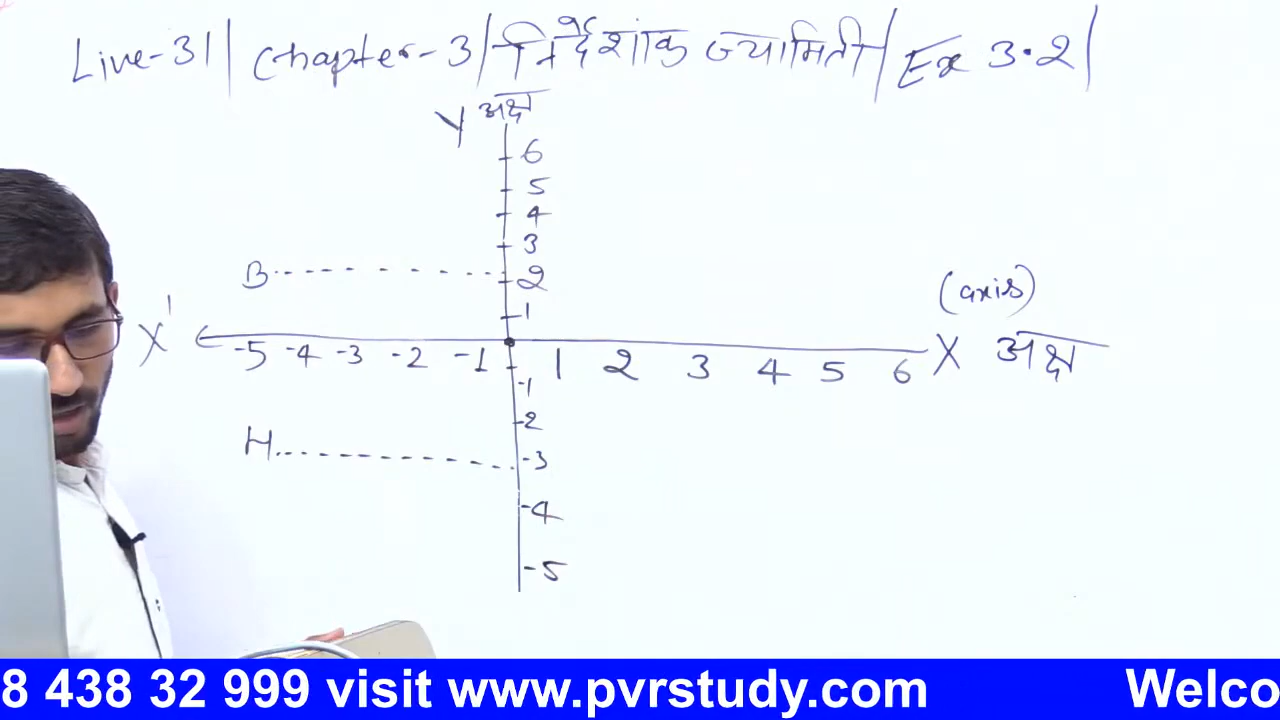 Live-31 | Chapter-3 | निर्देशांक ज्यामिती | Ex 3.2 |
Y अक्ष
6
5
4
3
B 2
1
(axis)
X' -5 -4 -3 -2 -1 1 2 3 4 5 6 X अक्ष
-1
-2
H -3
-4
-5
8 438 32 999 visit www.pvrstudy.com Welco